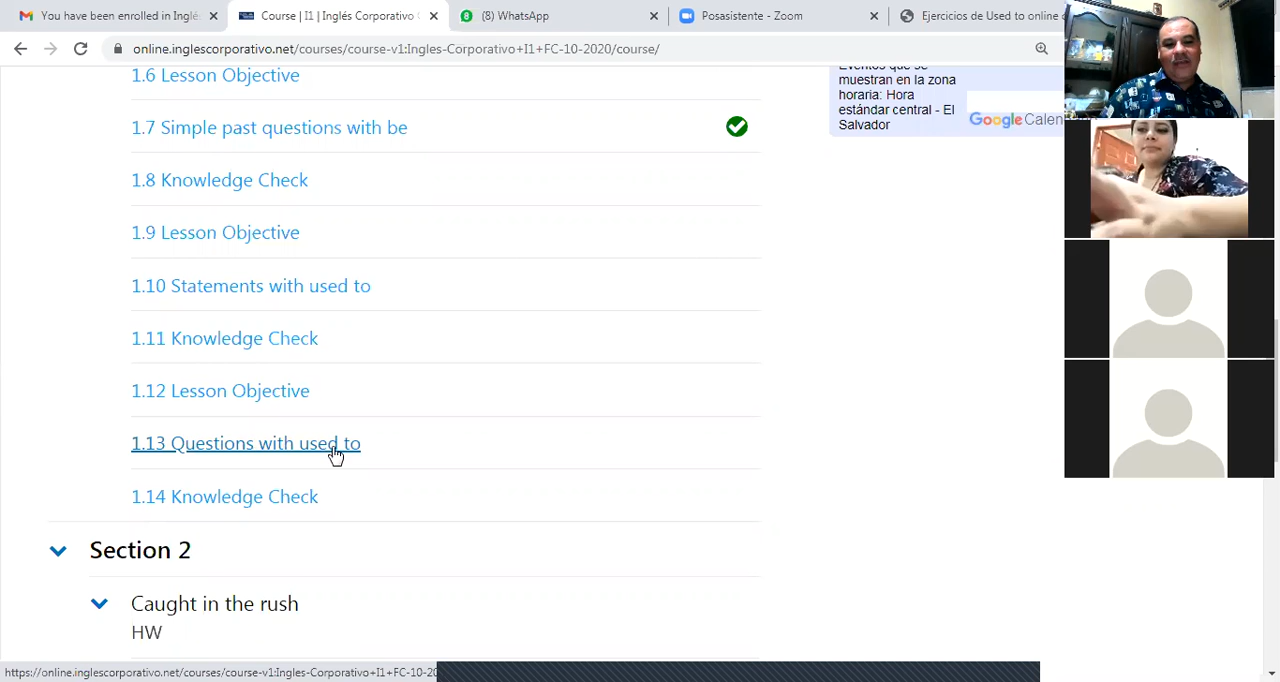 You have been enrolled in Inglé
Course | I1 | Inglés Corporativo
(8) WhatsApp
Posasistente - Zoom
Ejercicios de Used to online
online.inglescorporativo.net/courses/course-v1:Ingles-Corporativo+I1+FC-10-2020/course/
1.6 Lesson Objective
1.7 Simple past questions with be
1.8 Knowledge Check
1.9 Lesson Objective
1.10 Statements with used to
1.11 Knowledge Check
1.12 Lesson Objective
1.13 Questions with used to
1.14 Knowledge Check
Section 2
Caught in the rush
HW
Eventos que se
muestran en la zona
horaria: Hora
estándar central - El
Salvador
Google Calen
https://online.inglescorporativo.net/courses/course-v1:Ingles-Corporativo+I1+FC-10-20